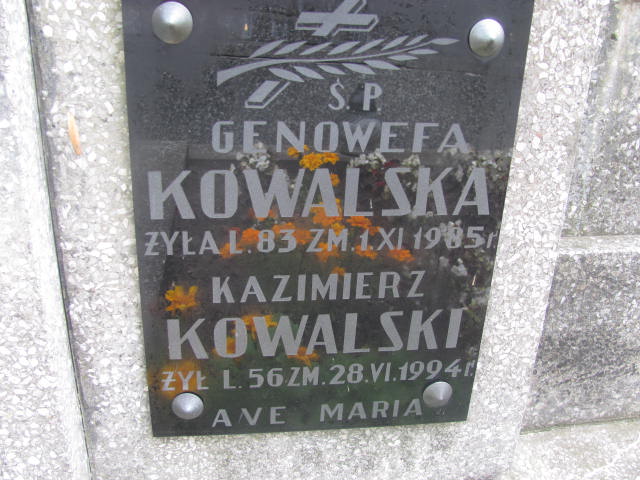 Ś.P.
GENOWEFA
KOWALSKA
ŻYŁA L. 83 ZM. 1.XI 1985 r
KAZIMIERZ
KOWALSKI
ŻYŁ L. 56 ZM. 28.VI.1994 r.
AVE MARIA